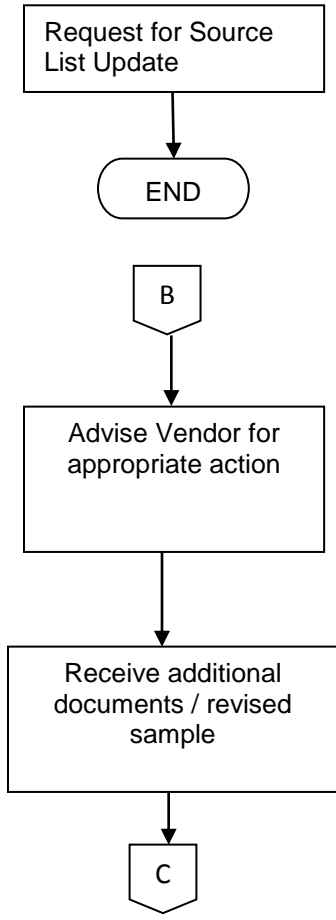 Request for Source
List Update
END
B
Advise Vendor for
appropriate action
Receive additional
documents / revised
sample
C